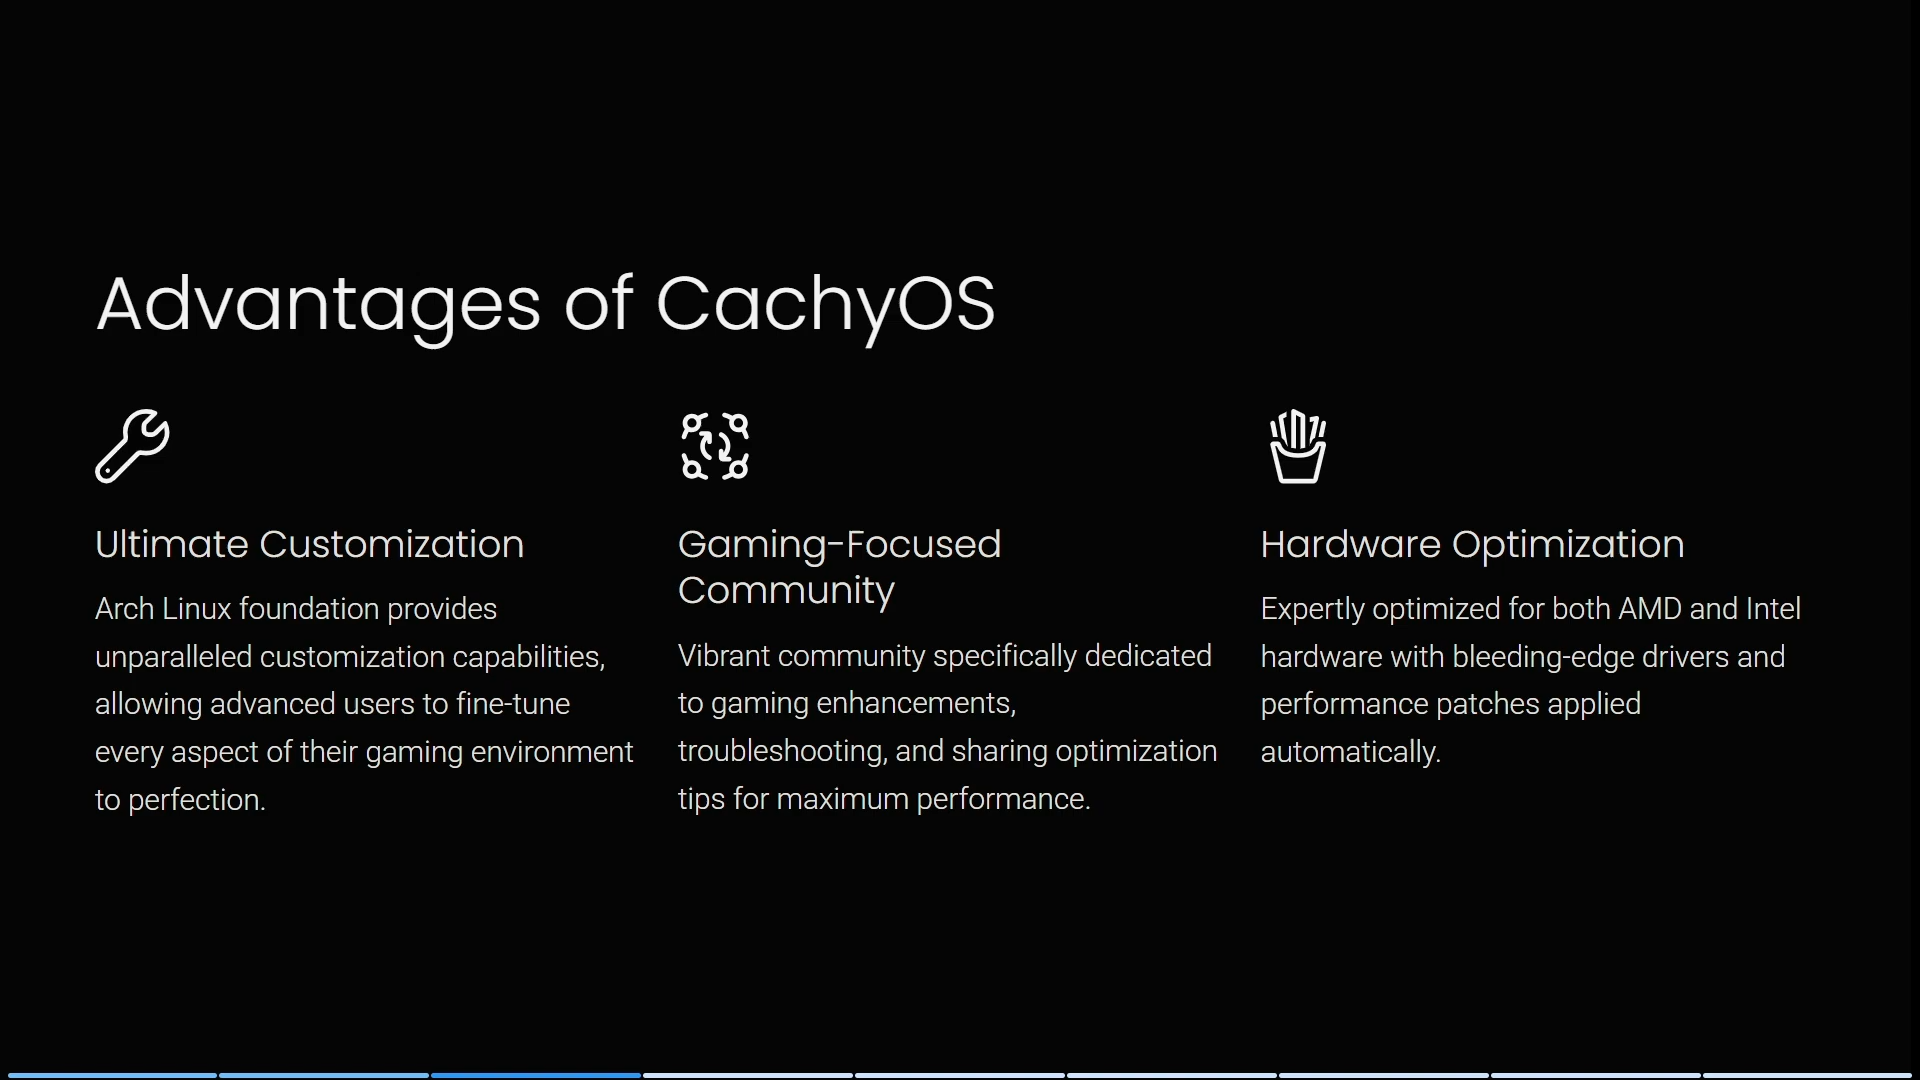 Advantages of CachyOS
Ultimate Customization
Arch Linux foundation provides
unparalleled customization capabilities,
allowing advanced users to fine-tune
every aspect of their gaming environment
to perfection.
Gaming-Focused
Community
Vibrant community specifically dedicated
to gaming enhancements,
troubleshooting, and sharing optimization
tips for maximum performance.
Hardware Optimization
Expertly optimized for both AMD and Intel
hardware with bleeding-edge drivers and
performance patches applied
automatically.